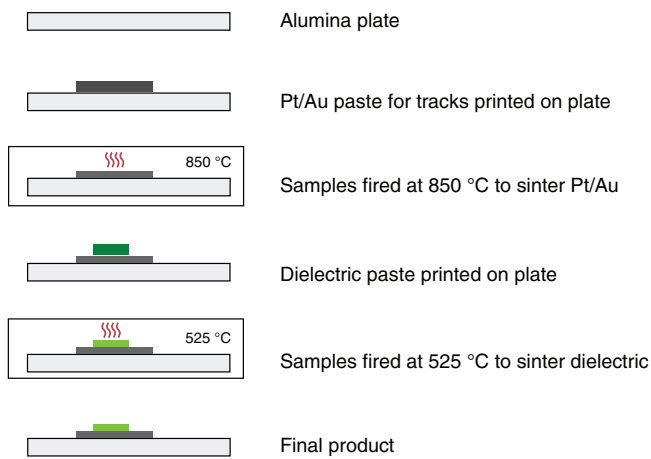 Alumina plate
Pt/Au paste for tracks printed on plate
850 °C
Samples fired at 850 °C to sinter Pt/Au
Dielectric paste printed on plate
525 °C
Samples fired at 525 °C to sinter dielectric
Final product